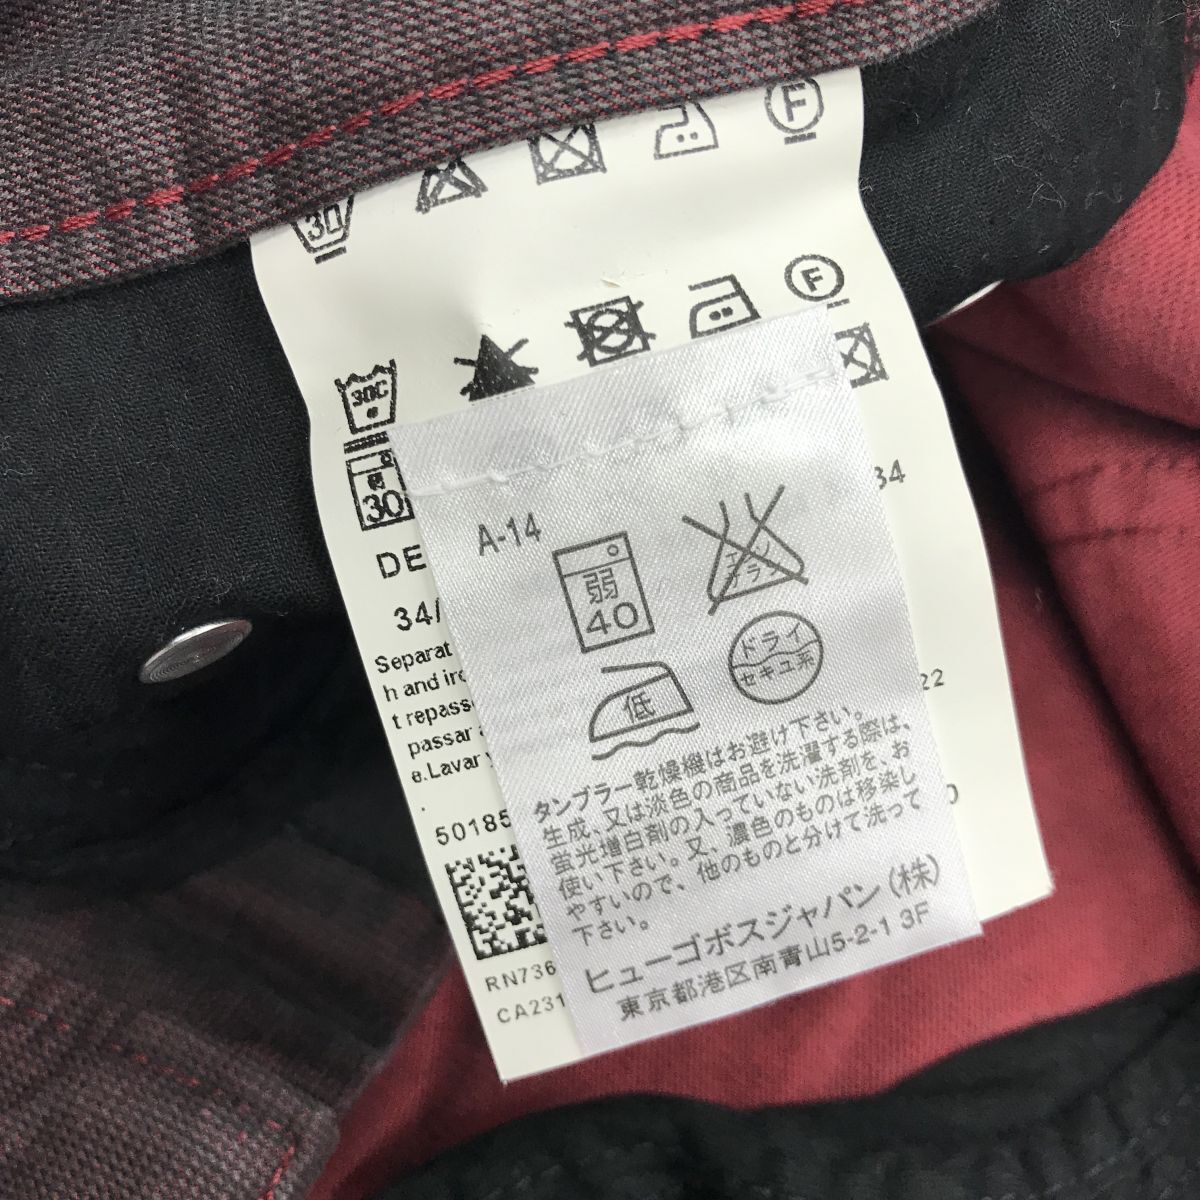 30
F
F
30C
30
DE
34/
34
Separat
h and iro
t repass
passar
e.Lavar y
.
22
50185
RN736
CA231
A-14
弱
40
エンソ
サラシ
低
ドライ
セキユ系
タンブラー乾燥機はお避け下さい。
生成、又は淡色の商品を洗濯する際は、
蛍光増白剤の入っていない洗剤を、お
使い下さい。又、濃色のものは移染し
やすいので、他のものと分けて洗って
下さい。
ヒューゴボスジャパン(株)
東京都港区南青山5-2-1 3F